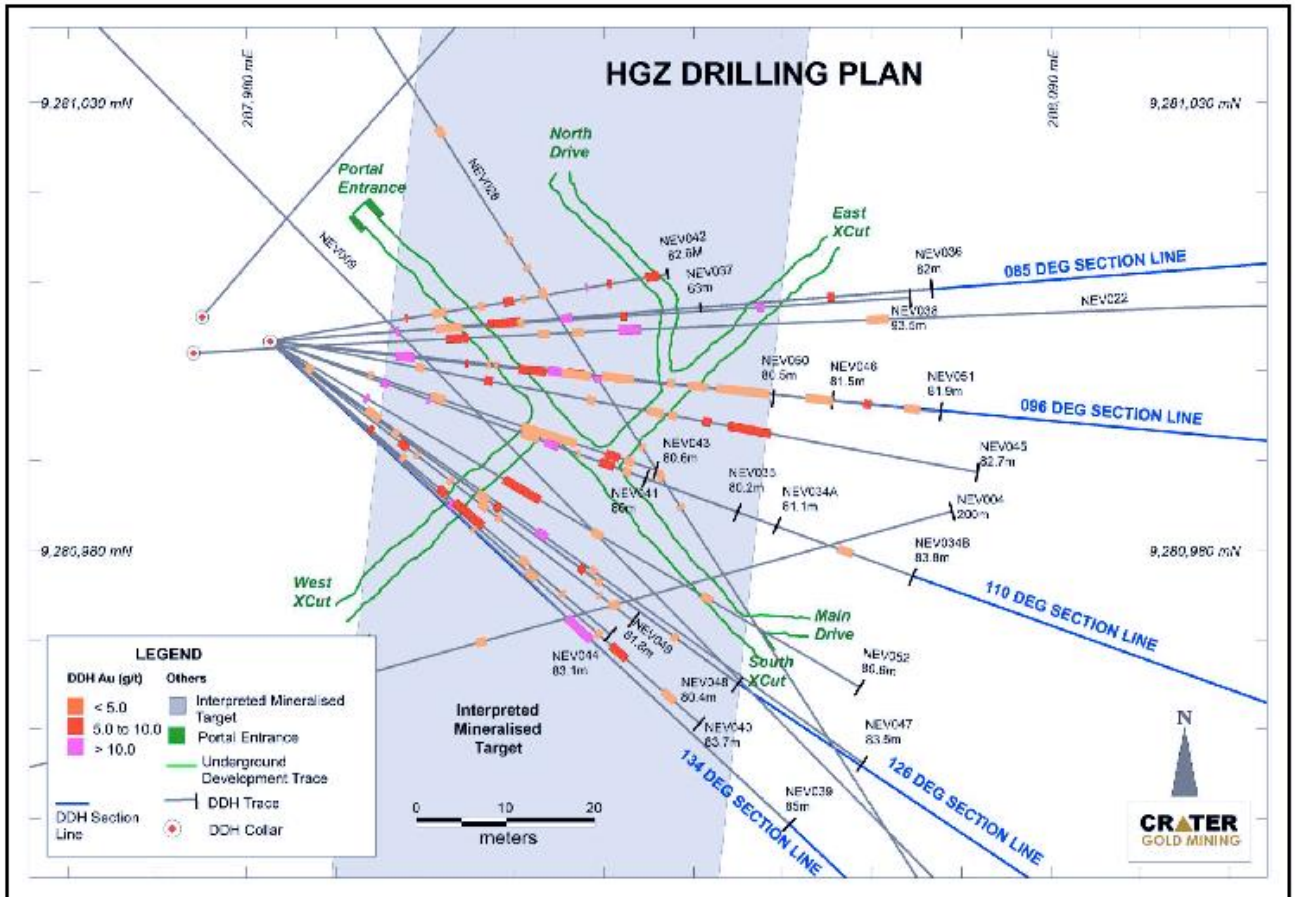 HGZ DRILLING PLAN
9,281,030 mN
287,980 mE
288,090 mE
9,281,030 mN
North
Drive
Portal
Entrance
NEV028
East
XCut
NEV009
NEV042
62.6M
NEV037
63m
NEV036
62m
085 DEG SECTION LINE
NEV022
NEV038
93.5m
NEV050
80.5m
NEV046
81.5m
NEV051
81.9m
096 DEG SECTION LINE
NEV043
80.6m
NEV045
82.7m
NEV041
NEV035
80.2m
NEV034A
81.1m
NEV004
200m
9,280,980 mN
9,280,980 mN
NEV034B
83.8m
110 DEG SECTION LINE
West
XCut
Main
Drive
NEV049
81.8m
NEV044
83.1m
South
XCut
NEV052
86.6m
NEV048
80.4m
NEV040
83.7m
NEV047
83.5m
126 DEG SECTION LINE
134 DEG SECTION LINE
NEV039
85m
Interpreted
Mineralised
Target
LEGEND
DDH Au (g/t)
Others
< 5.0
5.0 to 10.0
> 10.0
Interpreted Mineralised
Target
Portal Entrance
Underground
Development Trace
DDH Trace
DDH Section
Line
DDH Collar
0 10 20
meters
N
CRATER
GOLD MINING